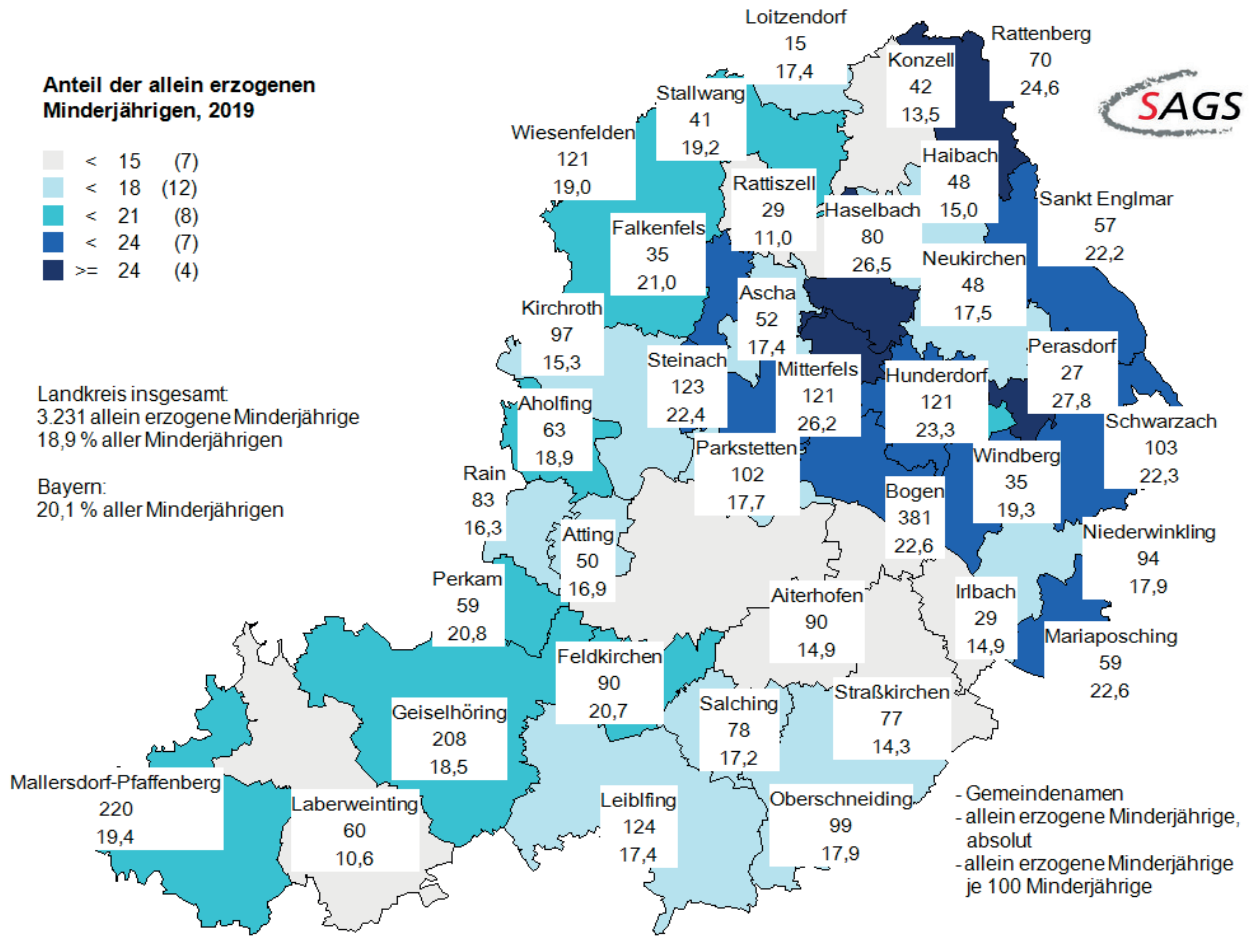 Anteil der allein erzogenen
Minderjährigen, 2019
< 15 (7)
< 18 (12)
< 21 (8)
< 24 (7)
>= 24 (4)
Landkreis insgesamt:
3.231 allein erzogene Minderjährige
18,9 % aller Minderjährigen
Bayern:
20,1 % aller Minderjährigen
SAGS
Loitzendorf
15
17,4
Konzell
42
13,5
Rattenberg
70
24,6
Stallwang
41
19,2
Wiesenfelden
121
19,0
Rattiszell
29
11,0
Haibach
48
15,0
Sankt Englmar
57
22,2
Falkenfels
35
21,0
Haselbach
80
26,5
Neukirchen
48
17,5
Kirchroth
97
15,3
Ascha
52
17,4
Steinach
123
22,4
Mitterfels
121
26,2
Hunderdorf
121
23,3
Perasdorf
27
27,8
Aholfing
63
18,9
Parkstetten
102
17,7
Windberg
35
19,3
Schwarzach
103
22,3
Rain
83
16,3
Atting
50
16,9
Bogen
381
22,6
Niederwinkling
94
17,9
Perkam
59
20,8
Aiterhofen
90
14,9
Irlbach
29
14,9
Mariaposching
59
22,6
Feldkirchen
90
20,7
Geiselhöring
208
18,5
Salching
78
17,2
Straßkirchen
77
14,3
Mallersdorf-Pfaffenberg
220
19,4
Laberweinting
60
10,6
Leiblfing
124
17,4
Oberschneiding
99
17,9
- Gemeindenamen
- allein erzogene Minderjährige,
absolut
- allein erzogene Minderjährige
je 100 Minderjährige